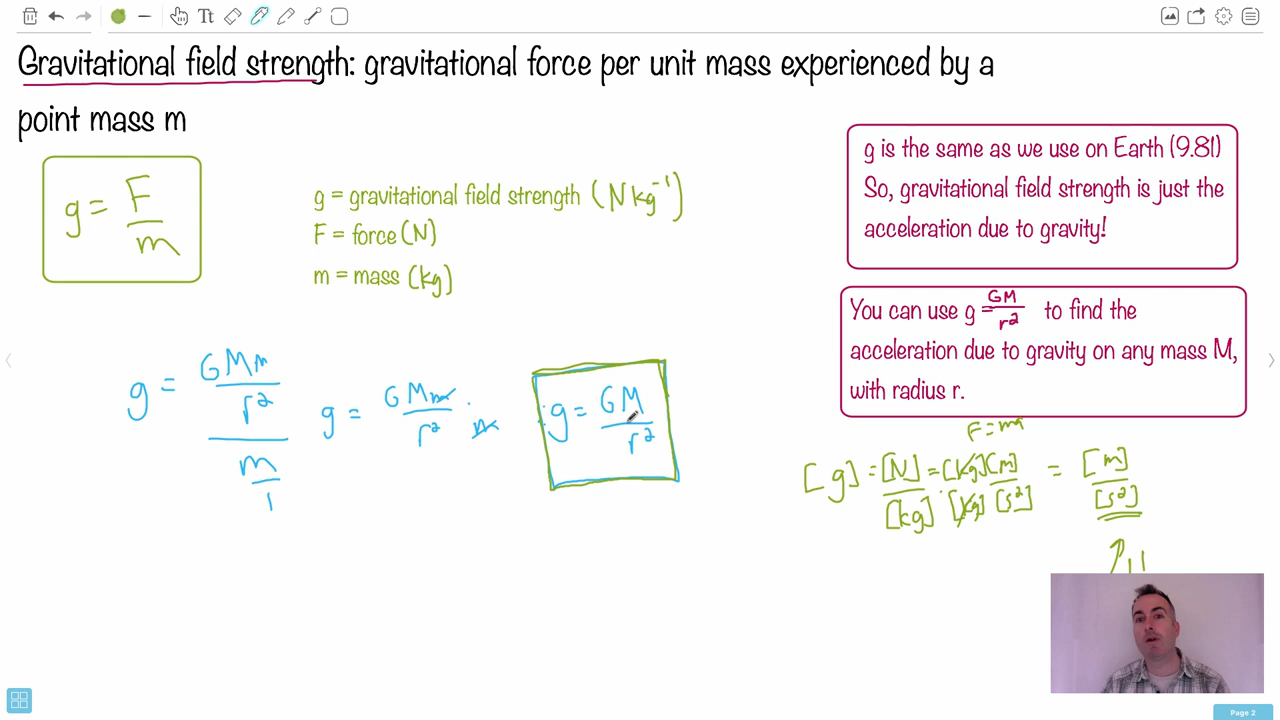 Tt
Gravitational field strength: gravitational force per unit mass experienced by a
point mass m
g = F/m
g = gravitational field strength (N kg⁻¹)
F = force (N)
m = mass (kg)
g is the same as we use on Earth (9.81)
So, gravitational field strength is just the
acceleration due to gravity!
You can use g = GM/r² to find the
acceleration due to gravity on any mass M,
with radius r.
g = (GMm/r²)/(m/1)
g = GMm/r² · m
∴ g = GM/r²
F = ma
[g] = [N]/[kg] = [kg][m]/[kg][s²] = [m]/[s²]
Page 2